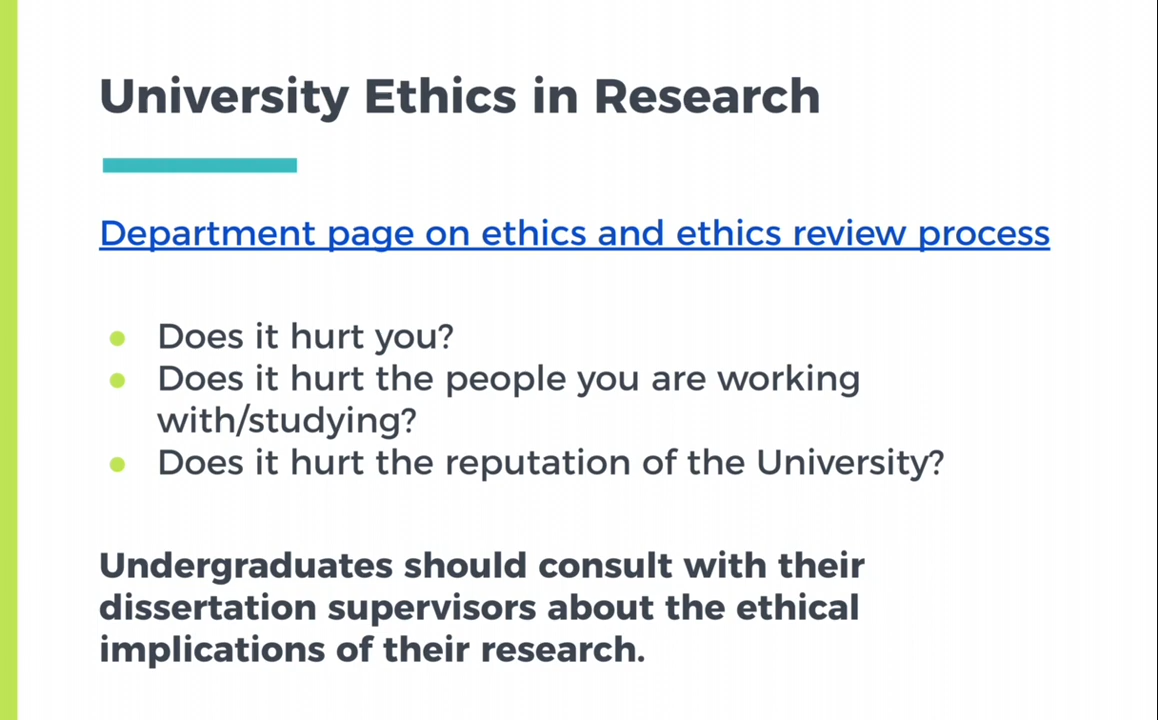 University Ethics in Research
Department page on ethics and ethics review process
● Does it hurt you?
● Does it hurt the people you are working
with/studying?
● Does it hurt the reputation of the University?
Undergraduates should consult with their
dissertation supervisors about the ethical
implications of their research.